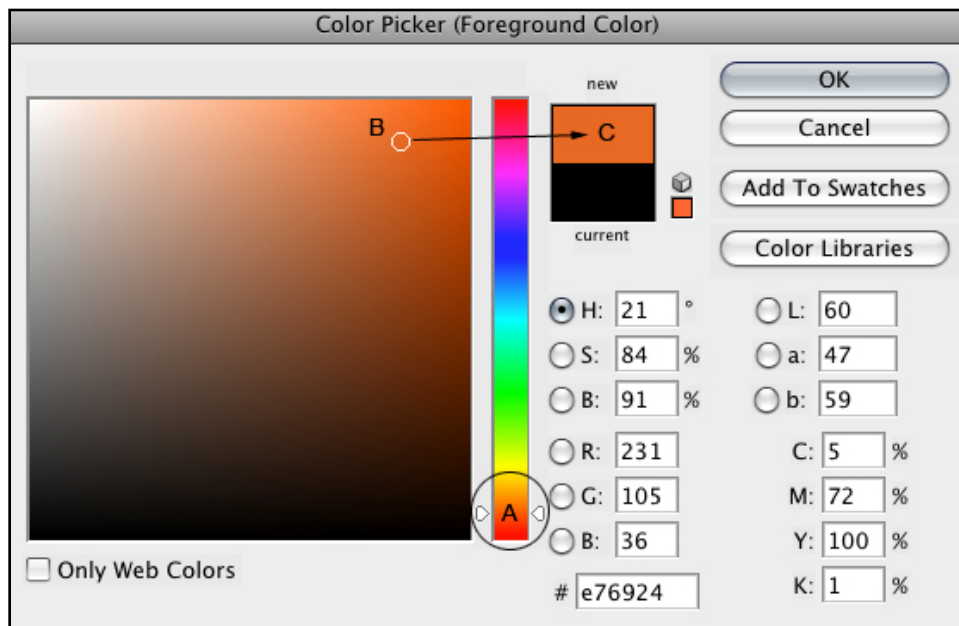 Color Picker (Foreground Color)
new
OK
B
C
Cancel
Add To Swatches
current
Color Libraries
H: 21 °
L: 60
S: 84 %
a: 47
B: 91 %
b: 59
R: 231
C: 5 %
A
G: 105
M: 72 %
B: 36
Y: 100 %
Only Web Colors
# e76924
K: 1 %